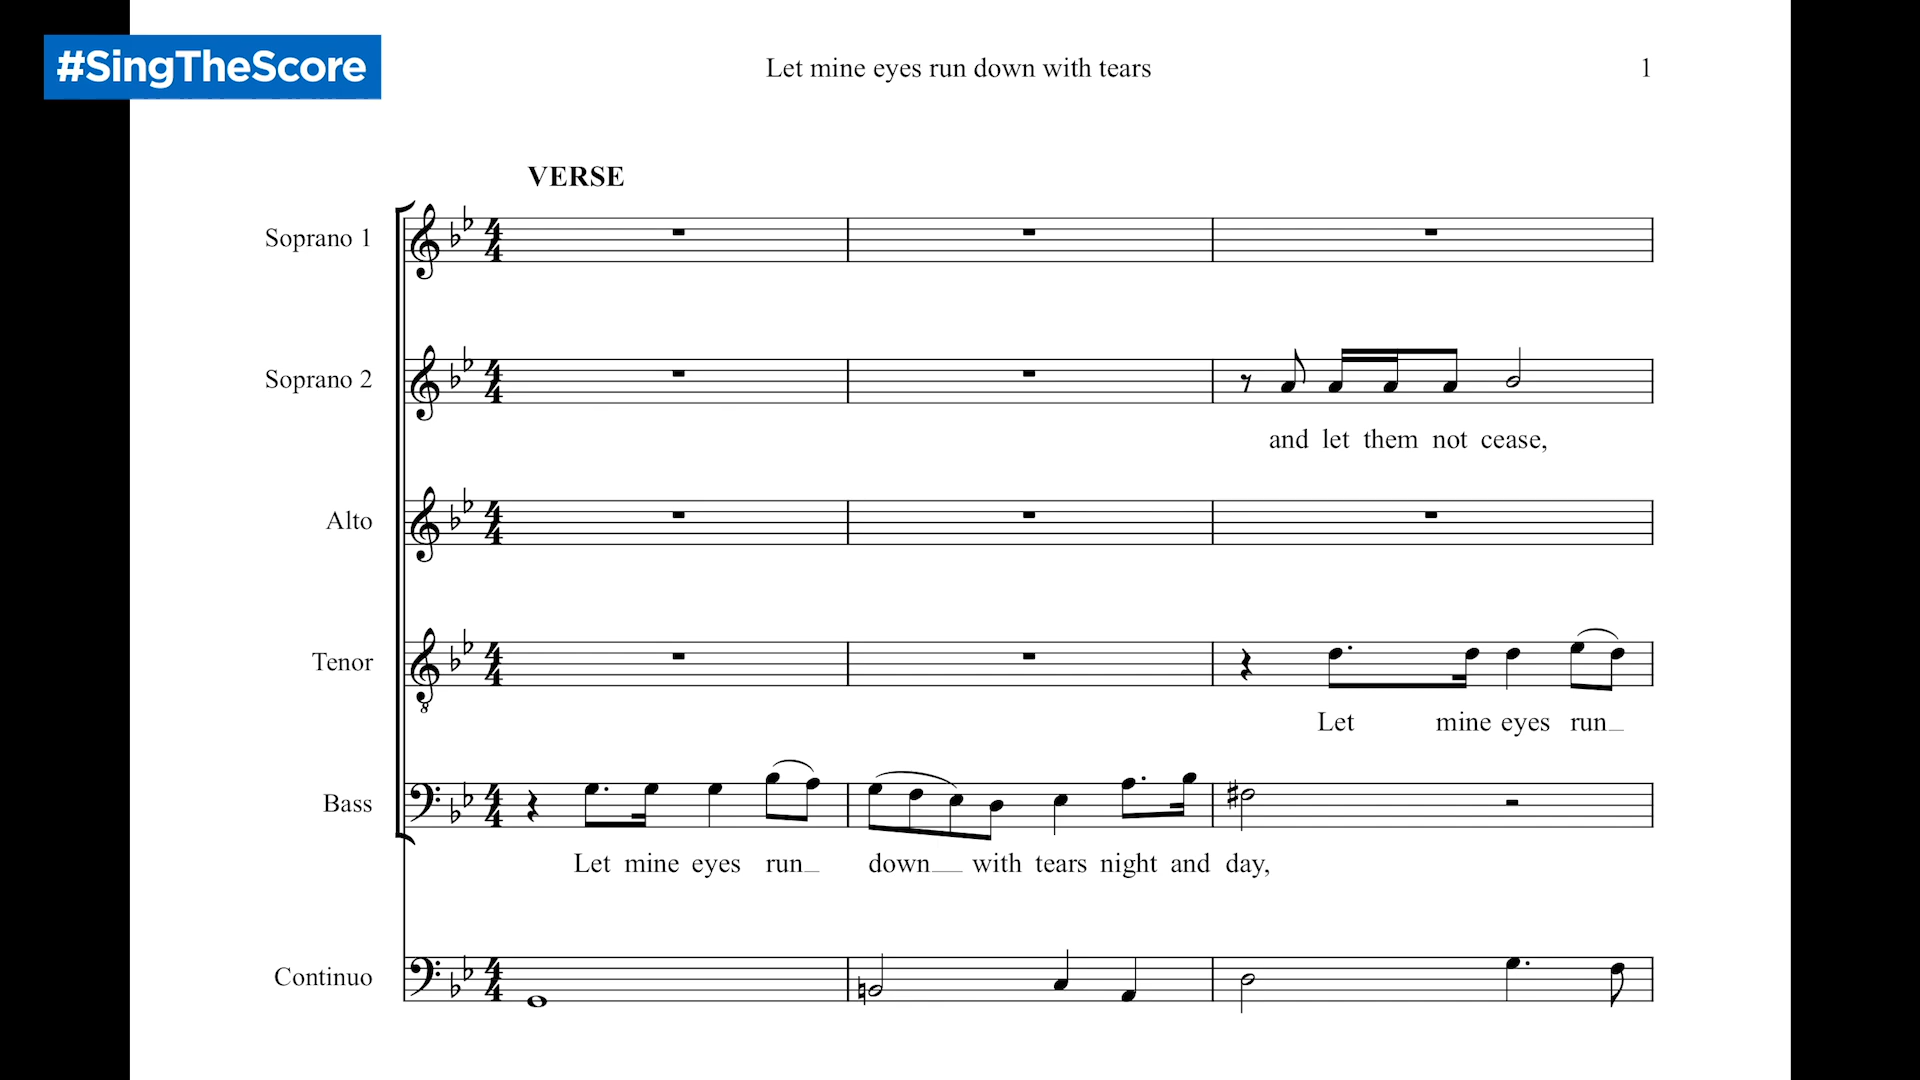 #SingTheScore
Let mine eyes run down with tears 1
VERSE
Soprano 1
Soprano 2
and let them not cease,
Alto
Tenor
Let mine eyes run
Bass
Let mine eyes run down with tears night and day,
Continuo